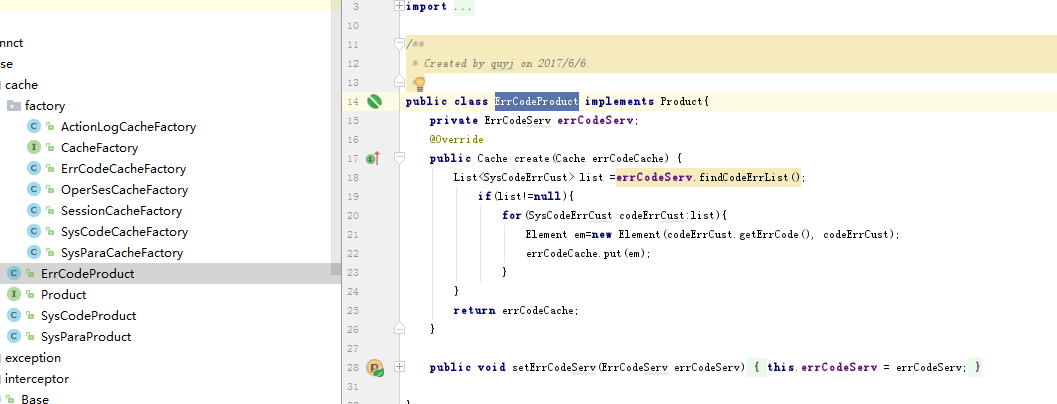 nnct
se
cache
factory
ActionLogCacheFactory
CacheFactory
ErrCodeCacheFactory
OperSesCacheFactory
SessionCacheFactory
SysCodeCacheFactory
SysParaCacheFactory
ErrCodeProduct
Product
SysCodeProduct
SysParaProduct
exception
interceptor
Base
3 import ...
10
11 /**
12 * Created by quyj on 2017/6/6.
13
14 public class ErrCodeProduct implements Product{
15 private ErrCodeServ errCodeServ;
16 @Override
17 public Cache create(Cache errCodeCache) {
18 List<SysCodeErrCust> list =errCodeServ.findCodeErrList();
19 if(list!=null){
20 for(SysCodeErrCust codeErrCust:list){
21 Element em=new Element(codeErrCust.getErrCode(), codeErrCust);
22 errCodeCache.put(em);
23 }
24 }
25 return errCodeCache;
26 }
27
28 public void setErrCodeServ(ErrCodeServ errCodeServ) { this.errCodeServ = errCodeServ; }
31